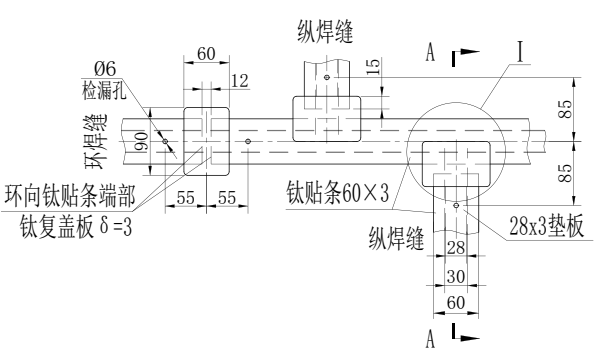 纵焊缝
A
I
60
Ø6
检漏孔
12
15
85
环焊缝
90
85
环向钛贴条端部
钛复盖板δ=3
55
55
钛贴条60×3
纵焊缝
28x3垫板
28
30
60
A